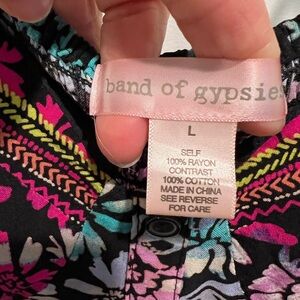 band of gypsies
L
SELF
100% RAYON
CONTRAST
100% COTTON
MADE IN CHINA
SEE REVERSE
FOR CARE